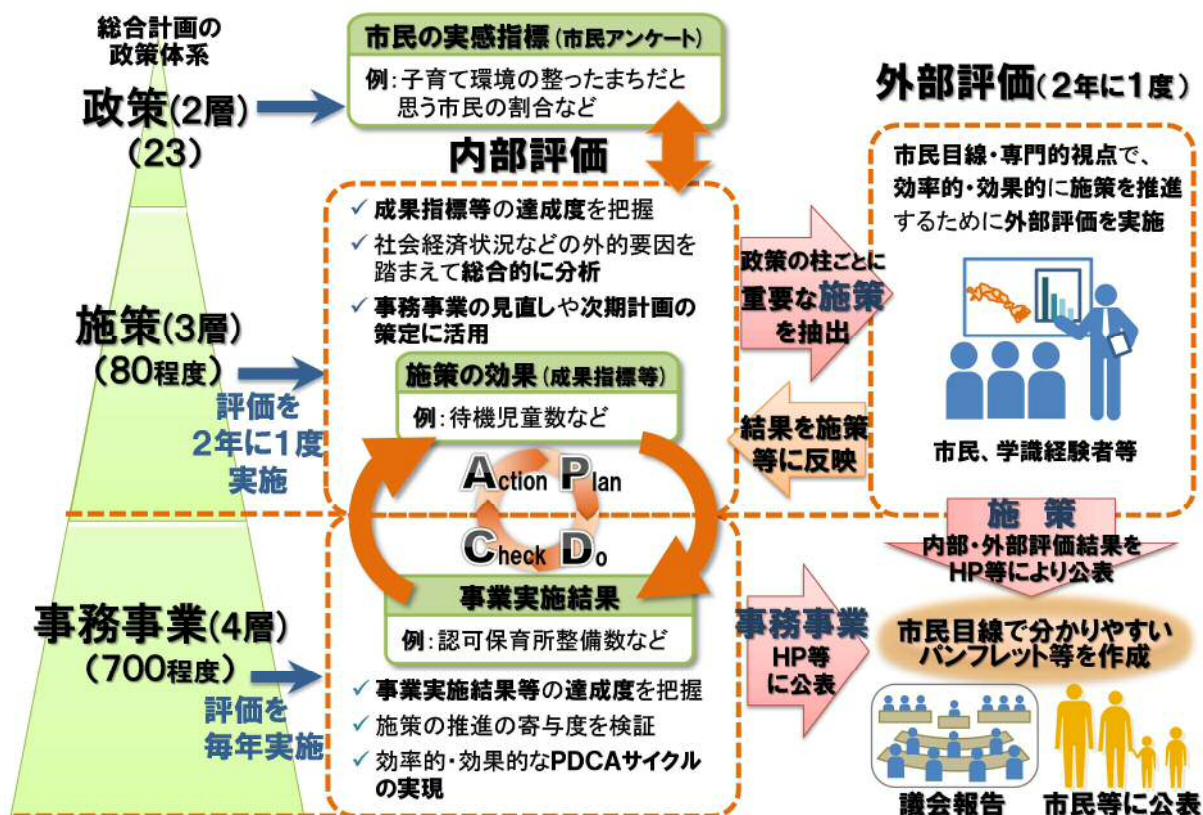 総合計画の
政策体系
政策(2層)
(23)
施策(3層)
(80程度)
評価を
2年に1度
実施
事務事業(4層)
(700程度)
評価を
毎年実施
市民の実感指標(市民アンケート)
例:子育て環境の整ったまちだと
思う市民の割合など
内部評価
✓ 成果指標等の達成度を把握
✓ 社会経済状況などの外的要因を
踏まえて総合的に分析
✓ 事務事業の見直しや次期計画の
策定に活用
施策の効果(成果指標等)
例:待機児童数など
Action Plan
Check Do
事業実施結果
例:認可保育所整備数など
✓ 事業実施結果等の達成度を把握
✓ 施策の推進の寄与度を検証
✓ 効率的・効果的なPDCAサイクル
の実現
政策の柱ごとに
重要な施策
を抽出
結果を施策
等に反映
事務事業
HP等
に公表
外部評価(2年に1度)
市民目線・専門的視点で、
効率的・効果的に施策を推進
するために外部評価を実施
市民、学識経験者等
施策
内部・外部評価結果を
HP等により公表
市民目線で分かりやすい
パンフレット等を作成
議会報告
市民等に公表